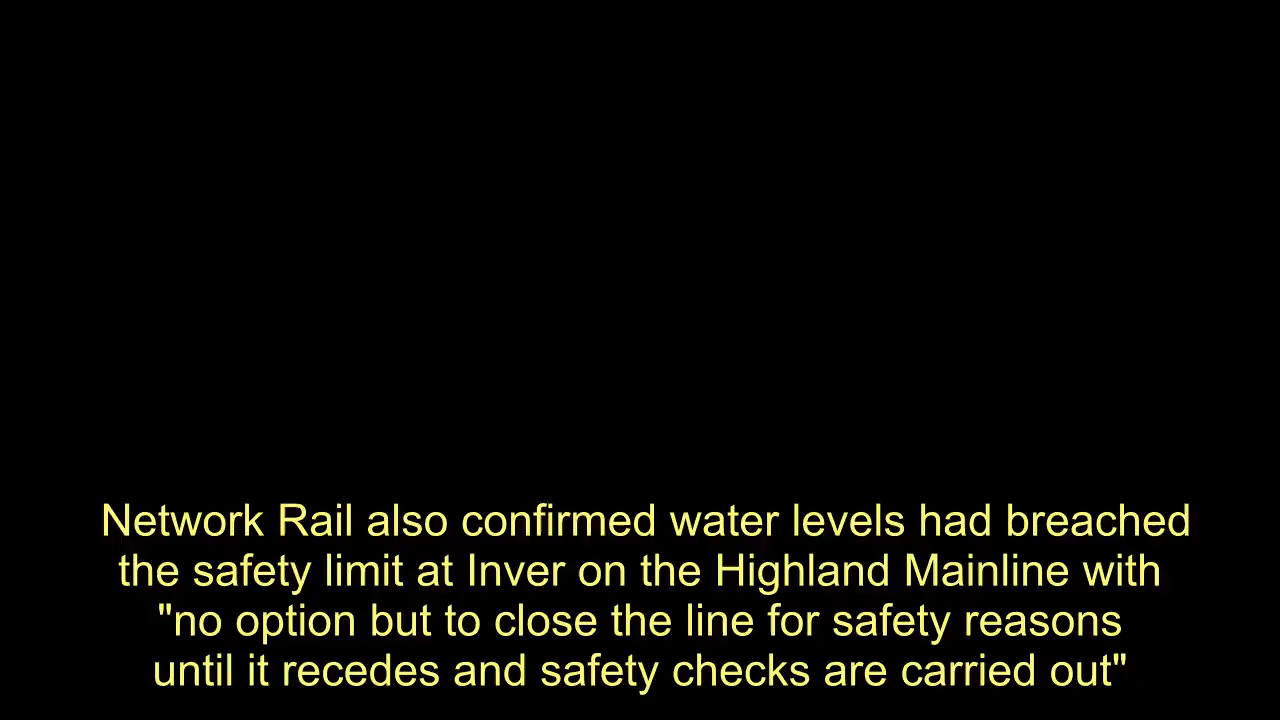 Network Rail also confirmed water levels had breached
the safety limit at Inver on the Highland Mainline with
"no option but to close the line for safety reasons
until it recedes and safety checks are carried out"